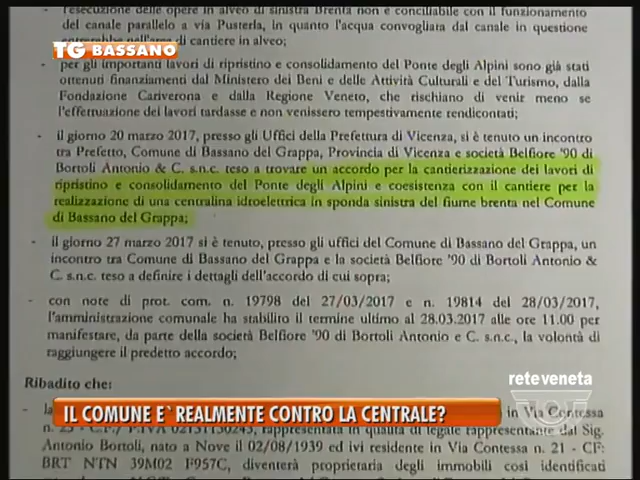 l'esecuzione delle opere in alveo di sinistra Brenta non è conciliabile con il funzionamento
del canale parallelo a via Pusterla, in quanto l'acqua convogliata dal canale in questione
entrerebbe nell'area di cantiere in alveo;
TG BASSANO
- per gli importanti lavori di ripristino e consolidamento del Ponte degli Alpini sono già stati
ottenuti finanziamenti dal Ministero dei Beni e delle Attività Culturali e del Turismo, dalla
Fondazione Cariverona e dalla Regione Veneto, che rischiano di venir meno se
l'effettuazione dei lavori tardasse e non venissero tempestivamente rendicontati;
- il giorno 20 marzo 2017, presso gli Uffici della Prefettura di Vicenza, si è tenuto un incontro
tra Prefetto, Comune di Bassano del Grappa, Provincia di Vicenza e società Belfiore '90 di
Bortoli Antonio & C. s.n.c. teso a trovare un accordo per la cantierizzazione dei lavori di
ripristino e consolidamento del Ponte degli Alpini e coesistenza con il cantiere per la
realizzazione di una centralina idroelettrica in sponda sinistra del fiume brenta nel Comune
di Bassano del Grappa;
- il giorno 27 marzo 2017 si è tenuto, presso gli uffici del Comune di Bassano del Grappa, un
incontro tra Comune di Bassano del Grappa e la società Belfiore '90 di Bortoli Antonio &
C. s.n.c. teso a definire i dettagli dell'accordo di cui sopra;
- con note di prot. com. n. 19798 del 27/03/2017 e n. 19814 del 28/03/2017,
l'amministrazione comunale ha stabilito il termine ultimo al 28.03.2017 alle ore 11.00 per
manifestare, da parte della società Belfiore '90 di Bortoli Antonio e C. s.n.c., la volontà di
raggiungere il predetto accordo;
Ribadito che:
reteveneta
IL COMUNE E` REALMENTE CONTRO LA CENTRALE?
- la in Via Contessa
n. 23 - C.F./ P.IVA 02131130243, rappresentata in qualità di legale rappresentante dal Sig.
Antonio Bortoli, nato a Nove il 02/08/1939 ed ivi residente in Via Contessa n. 21 - CF:
BRT NTN 39M02 F957C, diventerà proprietaria degli immobili così identificati